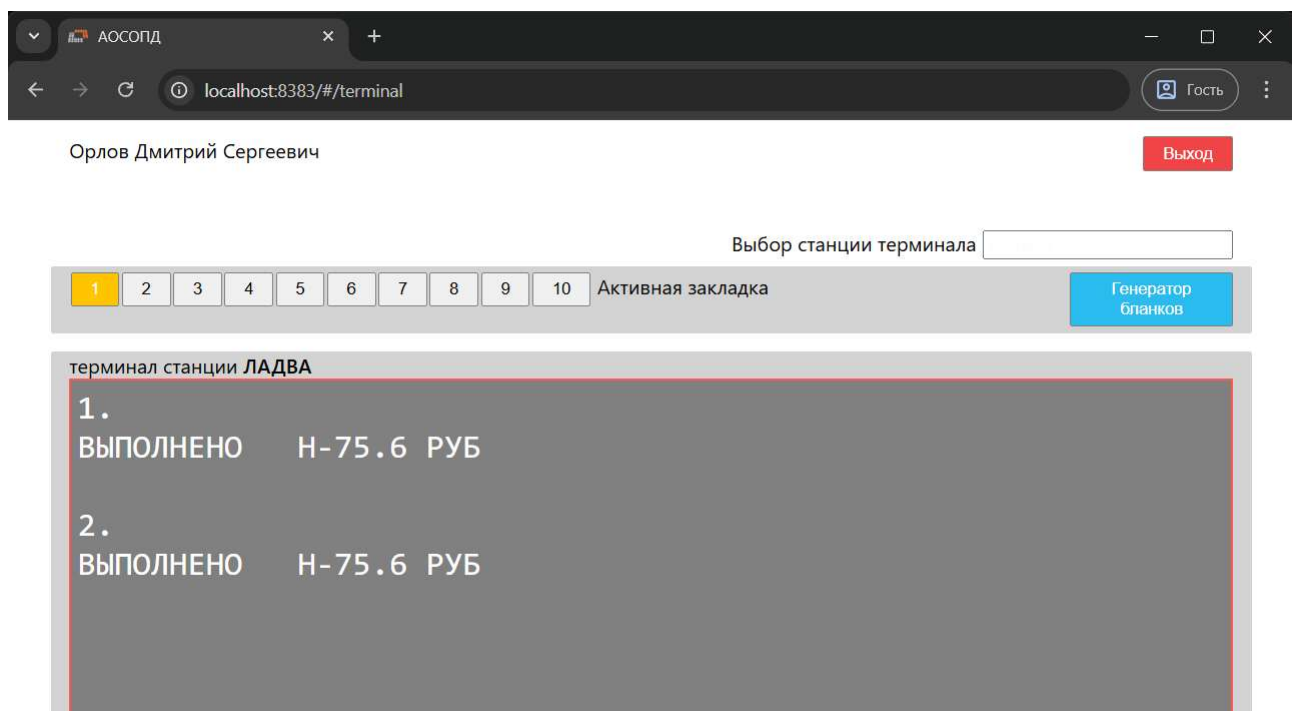 АОСОПД
localhost:8383/#/terminal
Гость
Орлов Дмитрий Сергеевич
Выход
Выбор станции терминала
1 2 3 4 5 6 7 8 9 10 Активная закладка
Генератор
бланков
терминал станции ЛАДВА
1.
ВЫПОЛНЕНО Н-75.6 РУБ
2.
ВЫПОЛНЕНО Н-75.6 РУБ